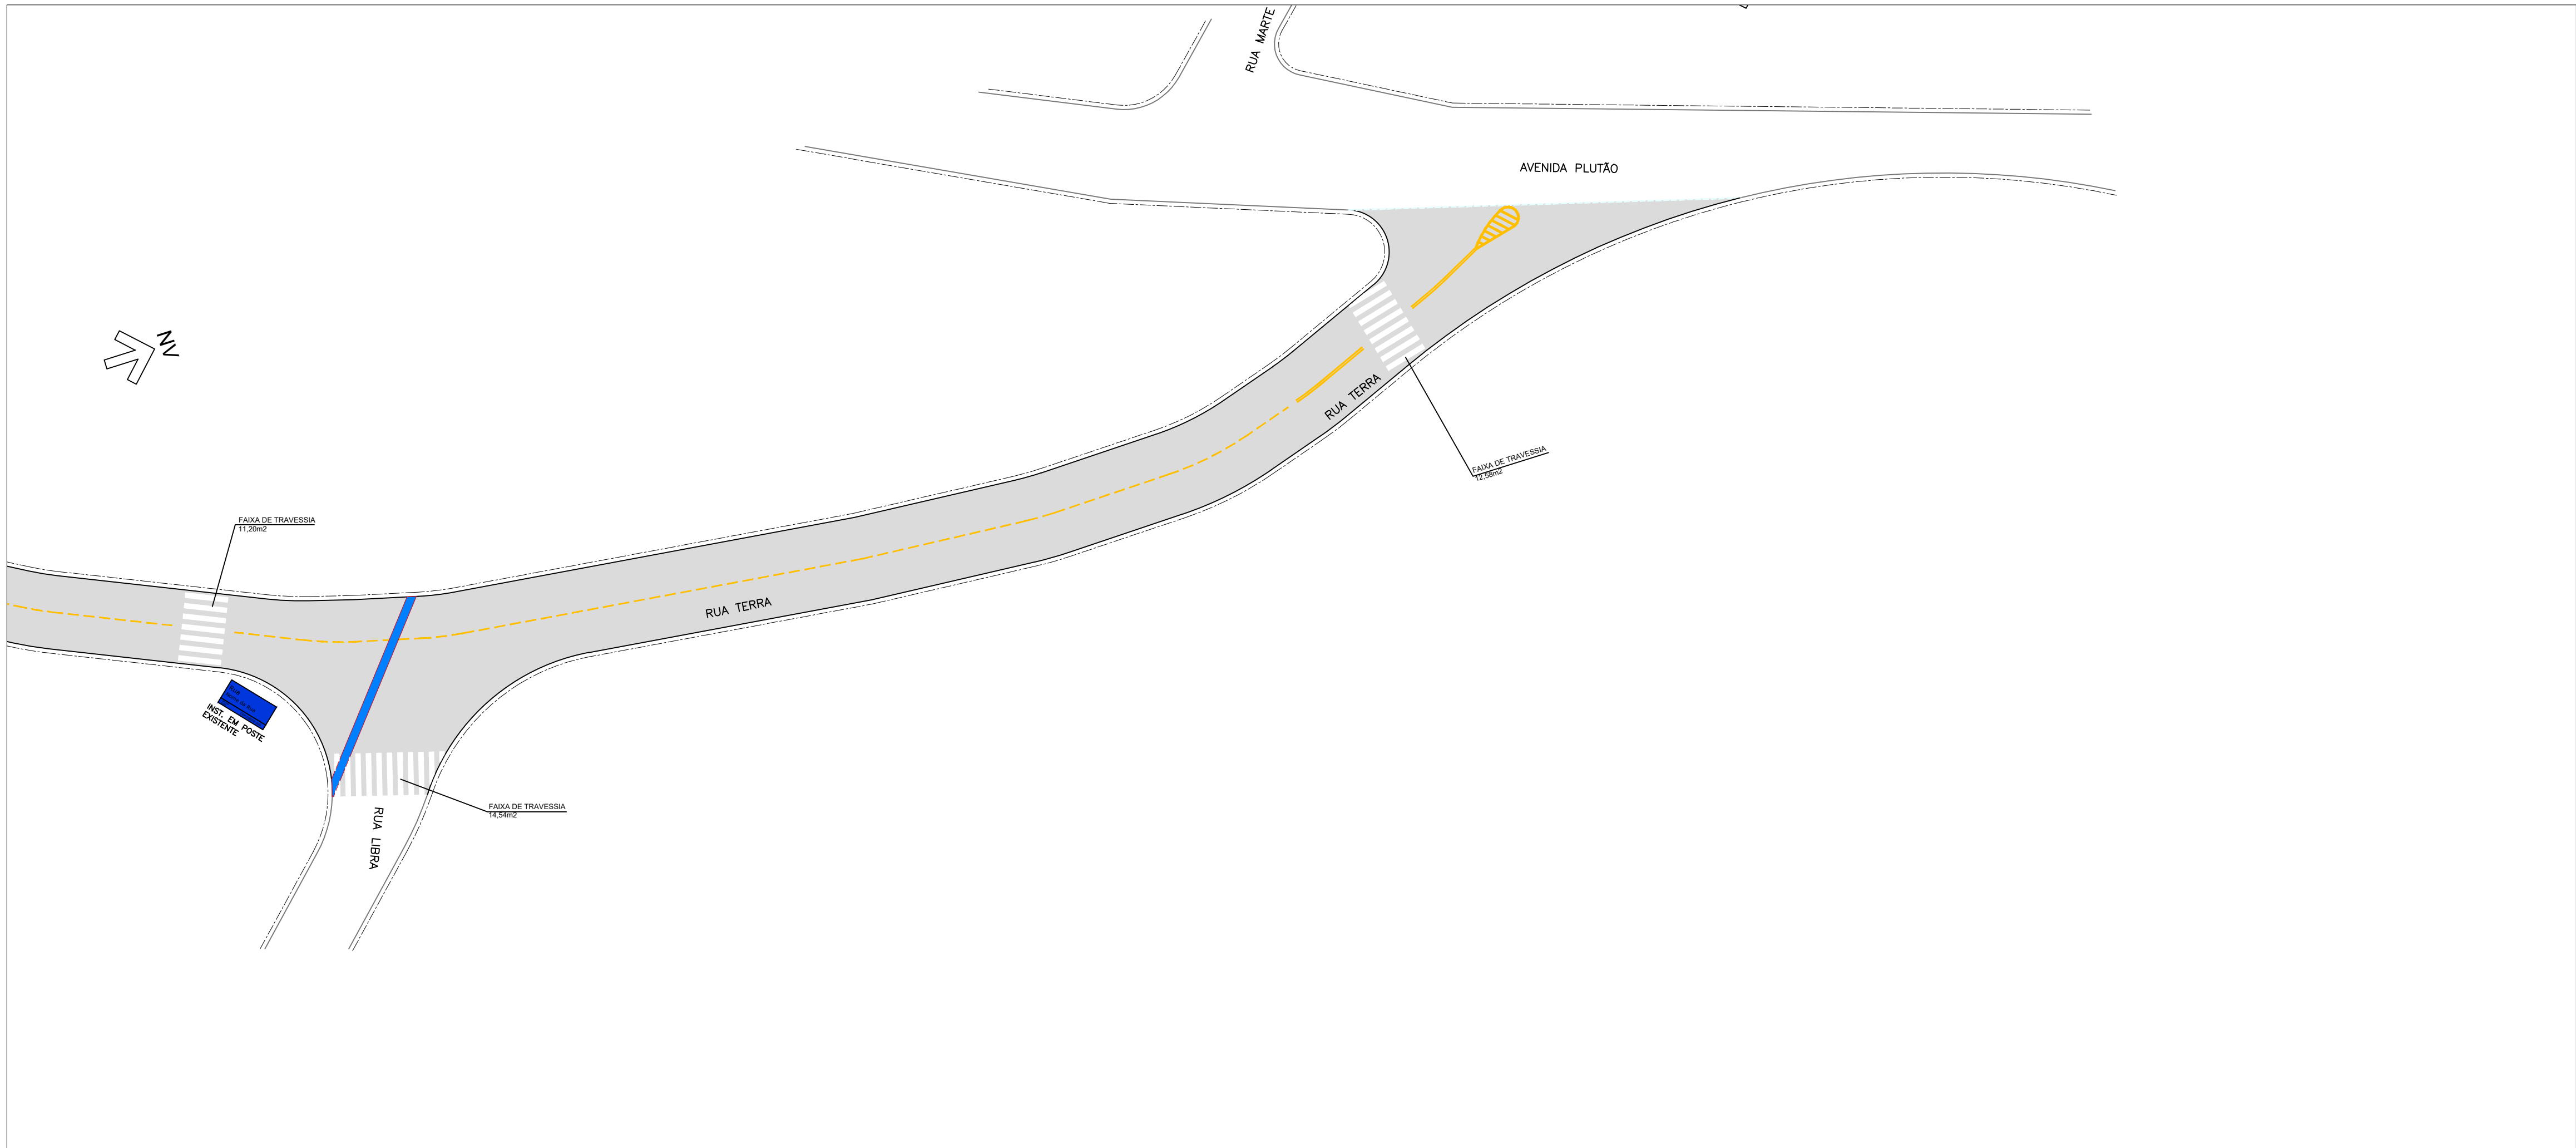 RUA MARTE
AVENIDA PLUTÃO
NV
RUA TERRA
FAIXA DE TRAVESSIA
12,58m2
FAIXA DE TRAVESSIA
11,20m2
RUA TERRA
INST. EM POSTE
EXISTENTE
FAIXA DE TRAVESSIA
14,54m2
RUA LIBRA